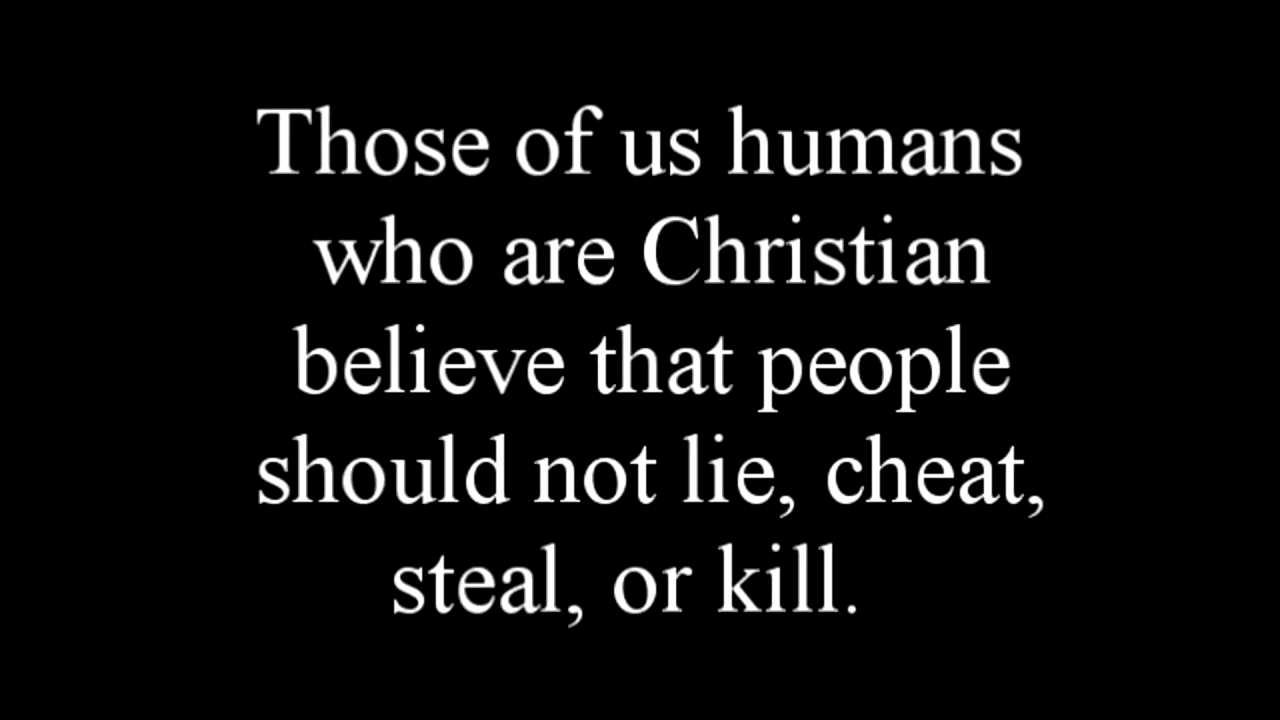 Those of us humans
who are Christian
believe that people
should not lie, cheat,
steal, or kill.